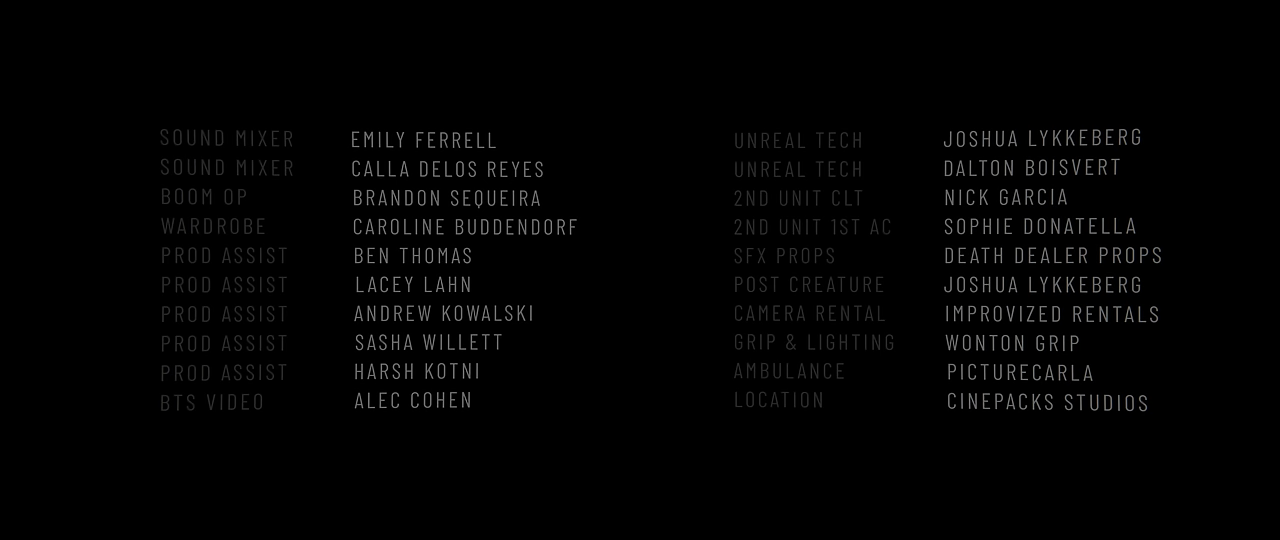 SOUND MIXER EMILY FERRELL
SOUND MIXER CALLA DELOS REYES
BOOM OP BRANDON SEQUEIRA
WARDROBE CAROLINE BUDDENDORF
PROD ASSIST BEN THOMAS
PROD ASSIST LACEY LAHN
PROD ASSIST ANDREW KOWALSKI
PROD ASSIST SASHA WILLETT
PROD ASSIST HARSH KOTNI
BTS VIDEO ALEC COHEN
UNREAL TECH JOSHUA LYKKEBERG
UNREAL TECH DALTON BOISVERT
2ND UNIT CLT NICK GARCIA
2ND UNIT 1ST AC SOPHIE DONATELLA
SFX PROPS DEATH DEALER PROPS
POST CREATURE JOSHUA LYKKEBERG
CAMERA RENTAL IMPROVIZED RENTALS
GRIP & LIGHTING WONTON GRIP
AMBULANCE PICTURECARLA
LOCATION CINEPACKS STUDIOS